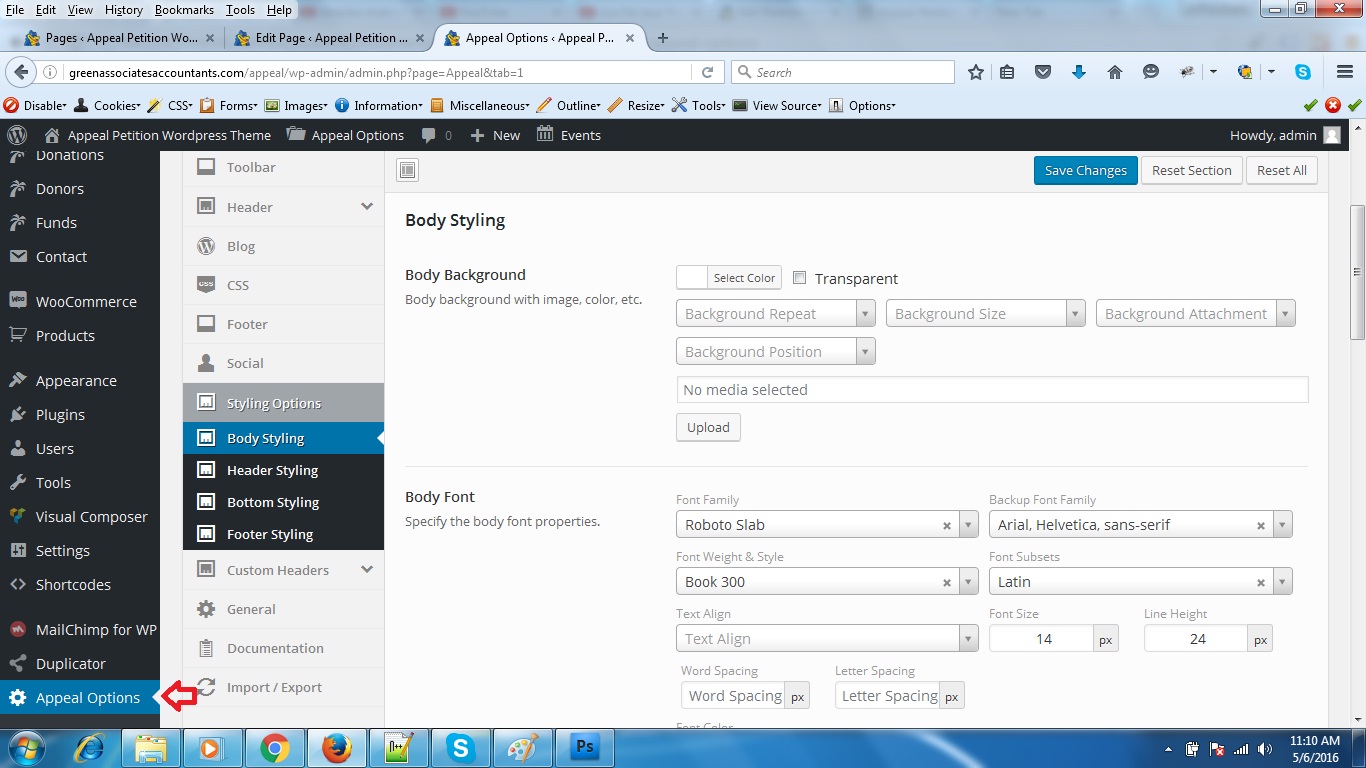 File Edit View History Bookmarks Tools Help
Pages ‹ Appeal Petition Wo...
Edit Page ‹ Appeal Petition ...
Appeal Options ‹ Appeal P...
greenassociatesaccountants.com/appeal/wp-admin/admin.php?page=Appeal&tab=1
Search
Disable Cookies CSS Forms Images Information Miscellaneous Outline Resize Tools View Source Options
Appeal Petition Wordpress Theme Appeal Options 0 New Events Howdy, admin
Donations
Donors
Funds
Contact
WooCommerce
Products
Appearance
Plugins
Users
Tools
Visual Composer
Settings
Shortcodes
MailChimp for WP
Duplicator
Appeal Options
Toolbar
Header
Blog
CSS
Footer
Social
Styling Options
Body Styling
Header Styling
Bottom Styling
Footer Styling
Custom Headers
General
Documentation
Import / Export
Save Changes Reset Section Reset All
Body Styling
Body Background
Body background with image, color, etc.
Select Color Transparent
Background Repeat Background Size Background Attachment
Background Position
No media selected
Upload
Body Font
Specify the body font properties.
Font Family Backup Font Family
Roboto Slab Arial, Helvetica, sans-serif
Font Weight & Style Font Subsets
Book 300 Latin
Text Align Font Size Line Height
Text Align 14 px 24 px
Word Spacing Letter Spacing
Word Spacing px Letter Spacing px
Font Color
11:10 AM
5/6/2016